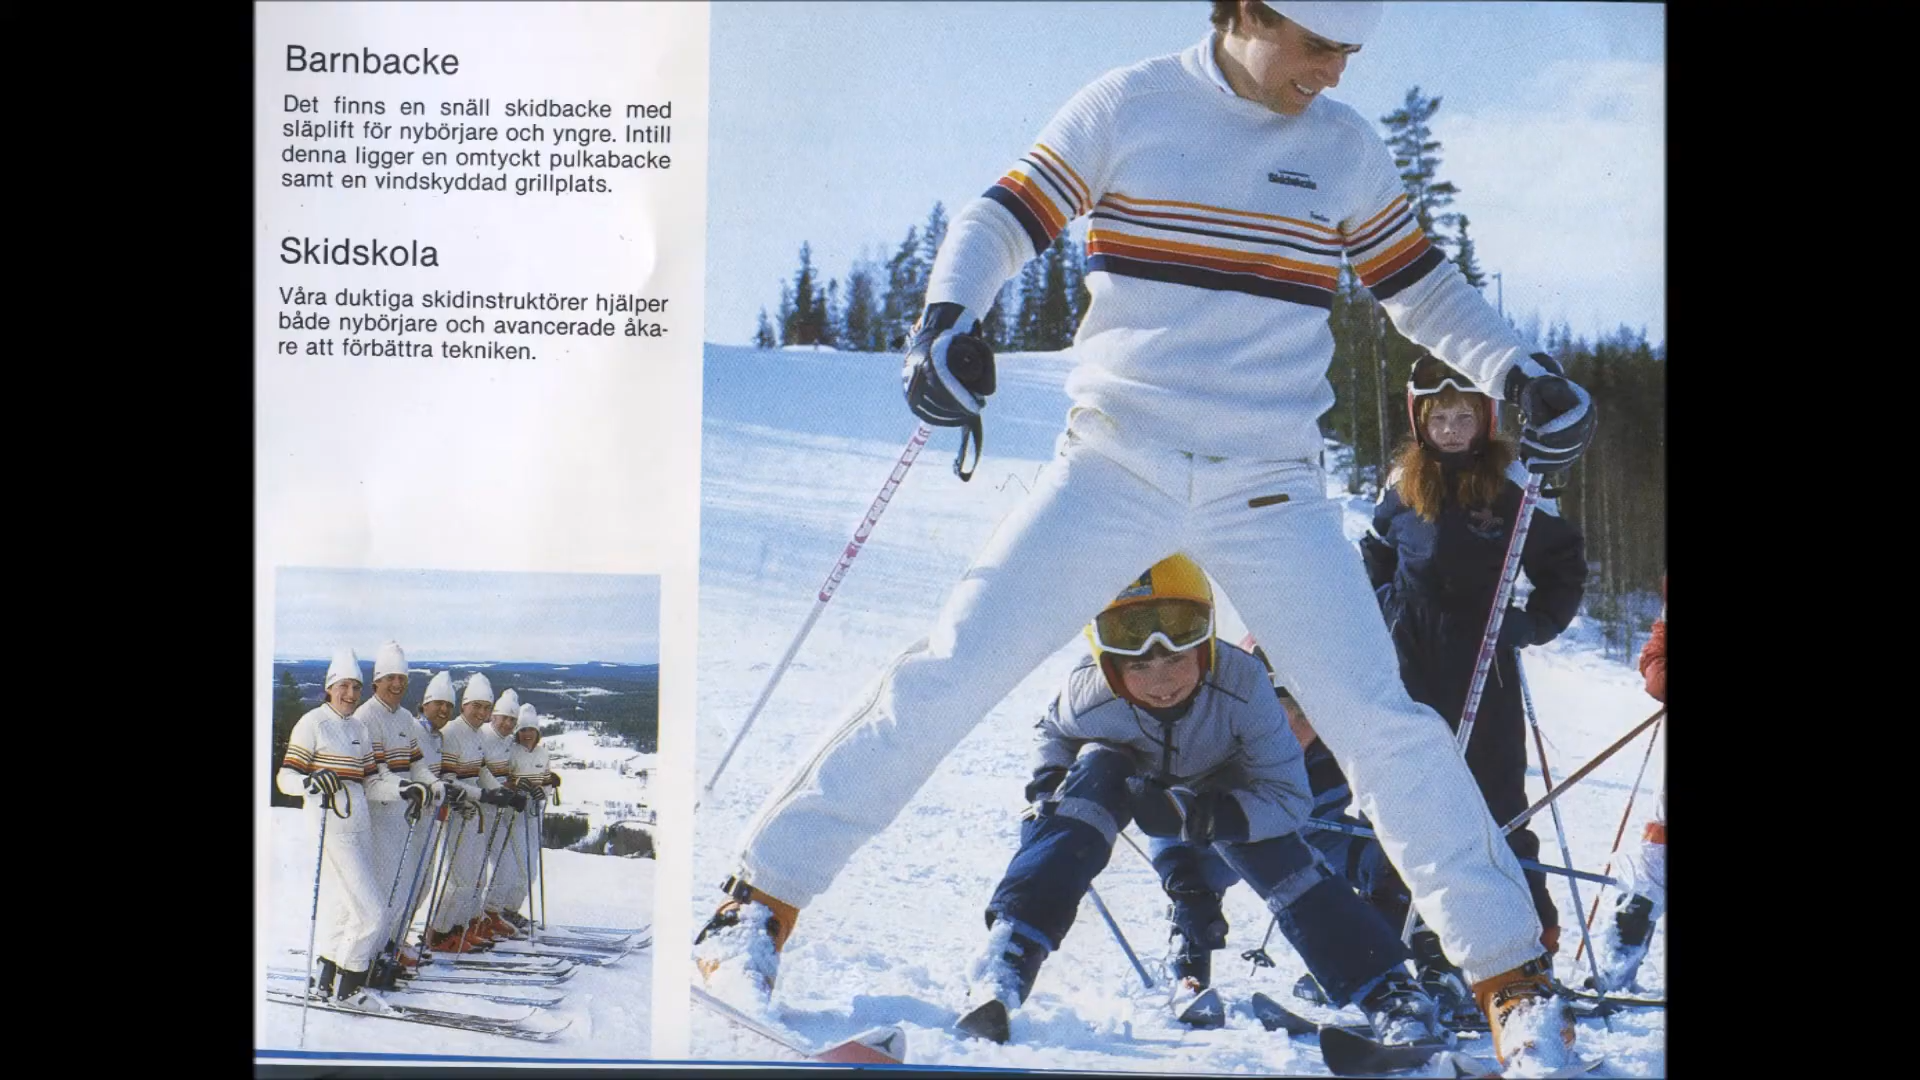 Barnbacke
Det finns en snäll skidbacke med
släplift för nybörjare och yngre. Intill
denna ligger en omtyckt pulkabacke
samt en vindskyddad grillplats.
Skidskola
Våra duktiga skidinstruktörer hjälper
både nybörjare och avancerade åka-
re att förbättra tekniken.
Skidskola